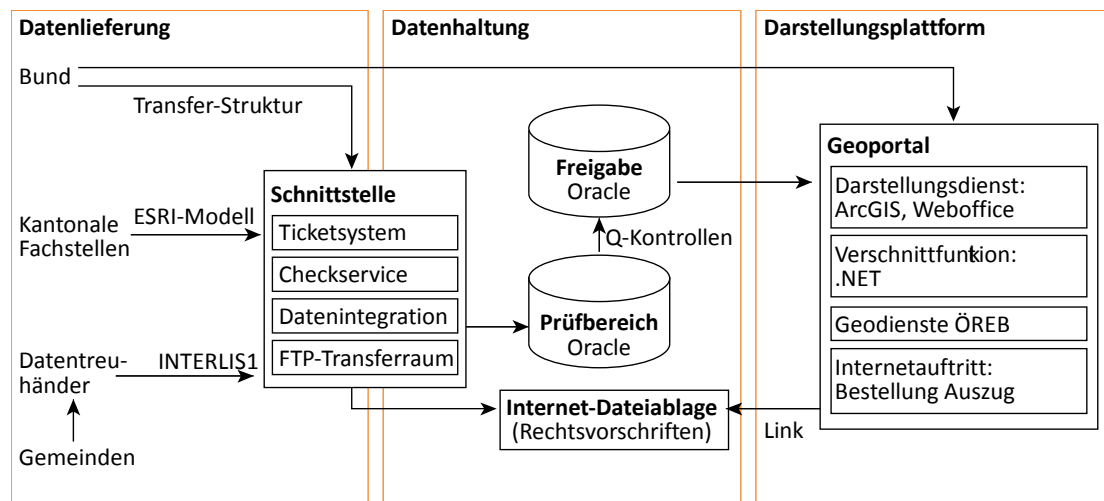 Datenlieferung
Bund
Transfer-Struktur
Kantonale
Fachstellen
ESRI-Modell
Datentreu-
händer
INTERLIS1
Gemeinden
Schnittstelle
Ticketsystem
Checkservice
Datenintegration
FTP-Transferraum
Datenhaltung
Freigabe
Oracle
Q-Kontrollen
Prüfbereich
Oracle
Internet-Dateiablage
(Rechtsvorschriften)
Link
Darstellungsplattform
Geoportal
Darstellungsdienst:
ArcGIS, Weboffice
Verschnittfunktion:
.NET
Geodienste ÖREB
Internetauftritt:
Bestellung Auszug